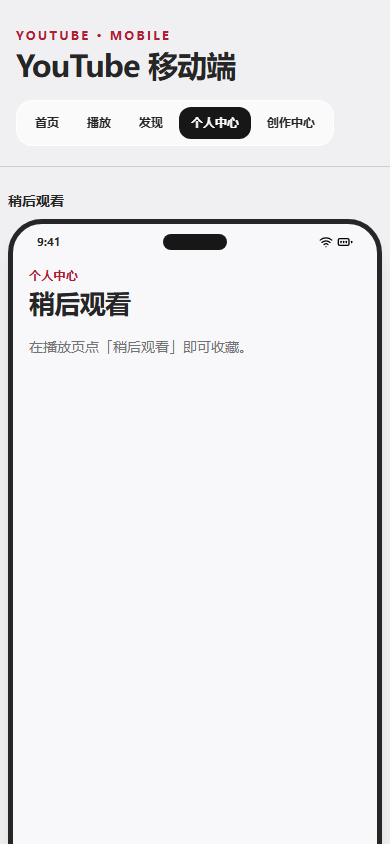 YOUTUBE • MOBILE
YouTube 移动端
首页 播放 发现 个人中心 创作中心
稍后观看
9:41
个人中心
稍后观看
在播放页点「稍后观看」即可收藏。